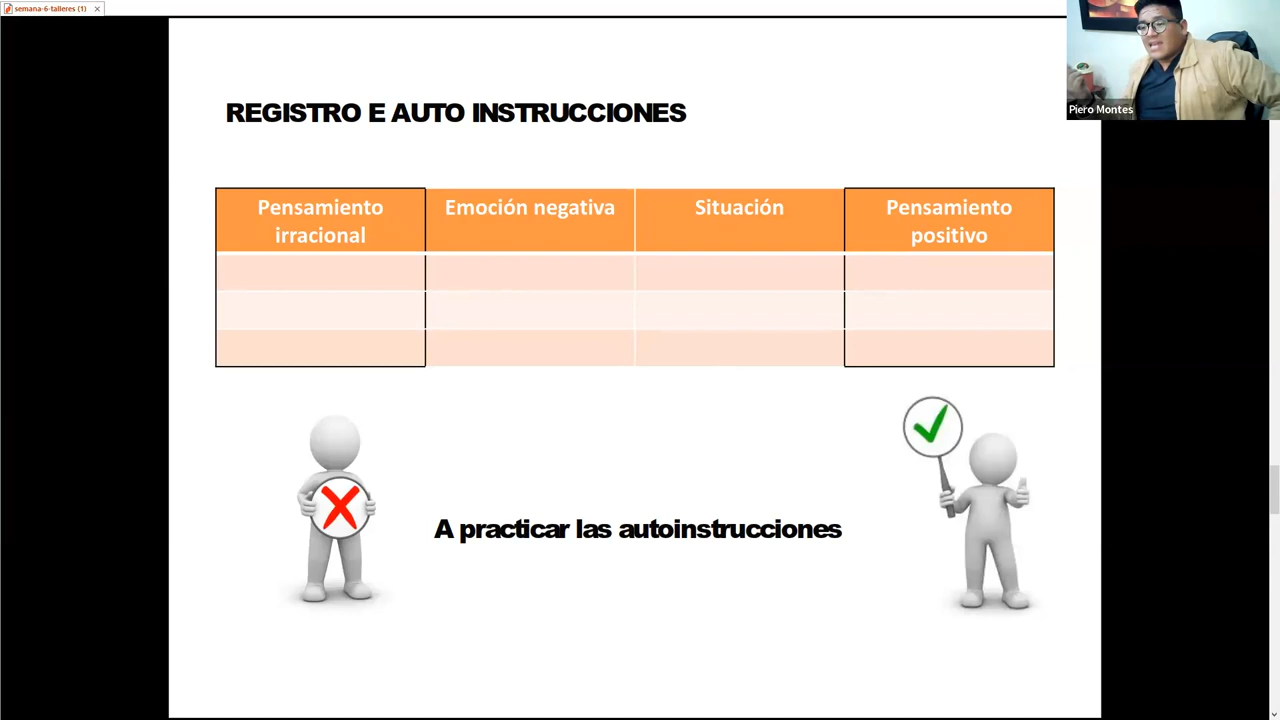 semana-6-talleres (1)
Piero Montes
REGISTRO E AUTO INSTRUCCIONES
Pensamiento
irracional
Emoción negativa
Situación
Pensamiento
positivo
A practicar las autoinstrucciones